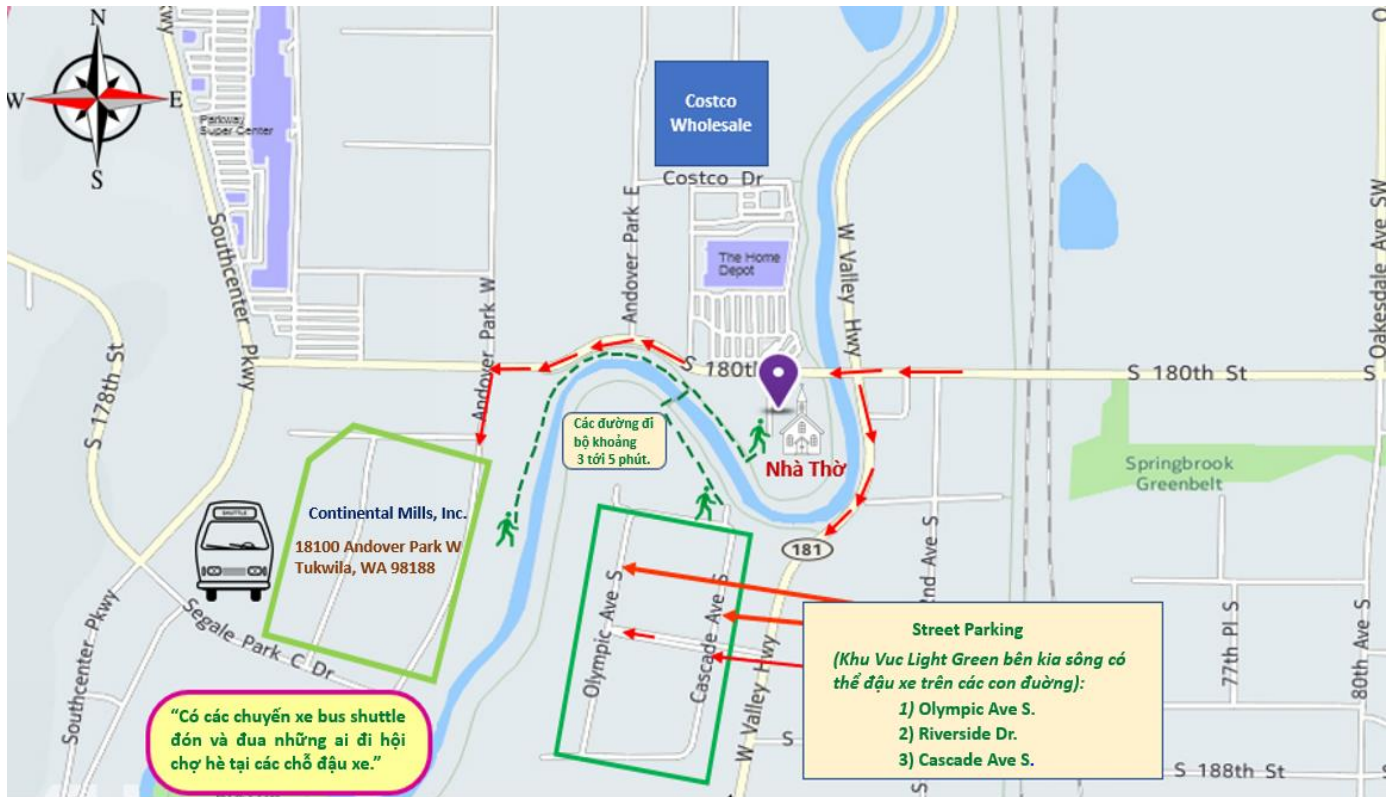 N
W
E
S
Parkway
Super Center
Southcenter Pkwy
S 178th St
Andover Park W
Andover Park E
Costco
Wholesale
Costco Dr
The Home
Depot
W Valley Hwy
Oakesdale Ave SW
S 180th
S 180th St
S
Nhà Thờ
Các đường đi
bộ khoảng
3 tới 5 phút.
Springbrook
Greenbelt
SHUTTLE
Continental Mills, Inc.
18100 Andover Park W
Tukwila, WA 98188
181
Segale Park C Dr
Southcenter Pkwy
Olympic Ave S
Cascade Ave S
W Valley Hwy
2nd Ave S
77th Pl S
80th Ave S
S
S 188th St
Street Parking
(Khu Vuc Light Green bên kia sông có
thể đậu xe trên các con đuờng):
1) Olympic Ave S.
2) Riverside Dr.
3) Cascade Ave S.
“Có các chuyến xe bus shuttle
đón và đua những ai đi hội
chợ hè tại các chỗ đậu xe.”